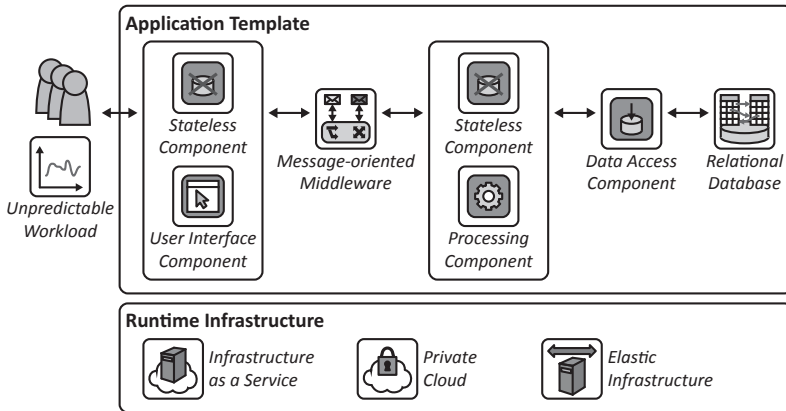 Application Template
Stateless
Component
User Interface
Component
Message-oriented
Middleware
Stateless
Component
Processing
Component
Data Access
Component
Relational
Database
Unpredictable
Workload
Runtime Infrastructure
Infrastructure
as a Service
Private
Cloud
Elastic
Infrastructure